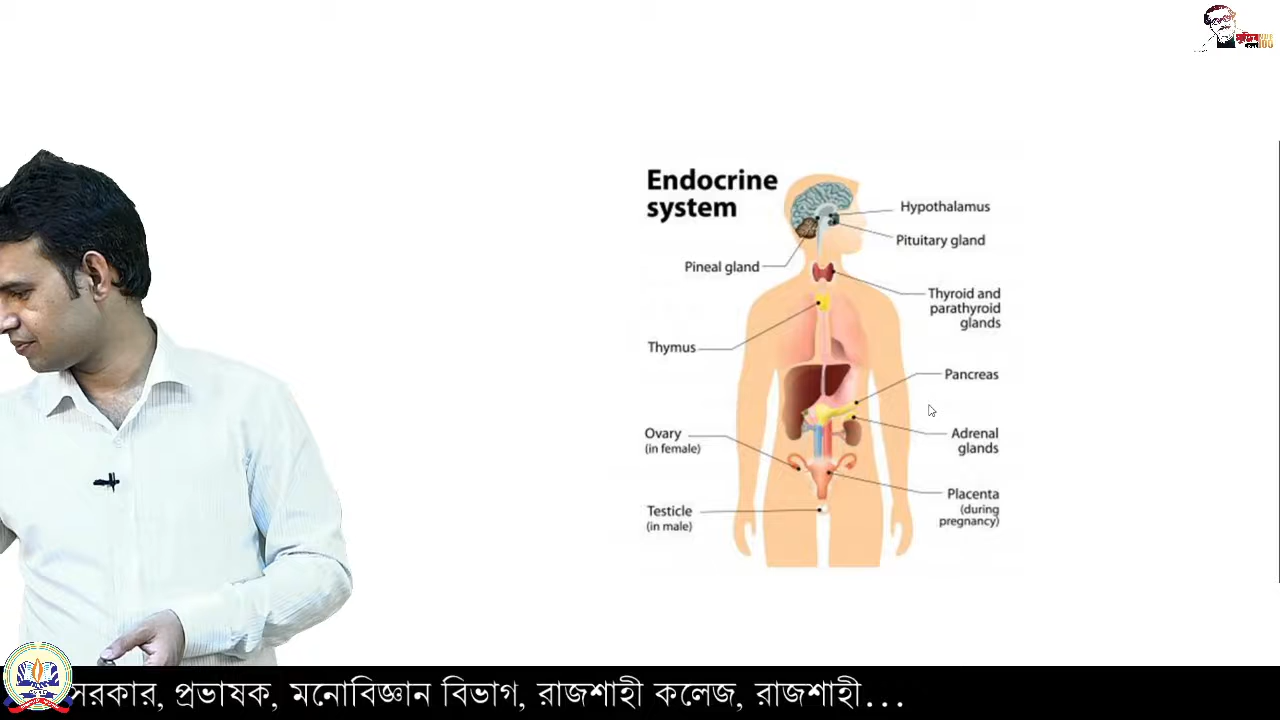 Endocrine
system
Hypothalamus
Pituitary gland
Pineal gland
Thyroid and
parathyroid
glands
Thymus
Pancreas
Ovary
(in female)
Adrenal
glands
Placenta
(during
pregnancy)
Testicle
(in male)
সরকার, প্রভাষক, মনোবিজ্ঞান বিভাগ, রাজশাহী কলেজ, রাজশাহী...